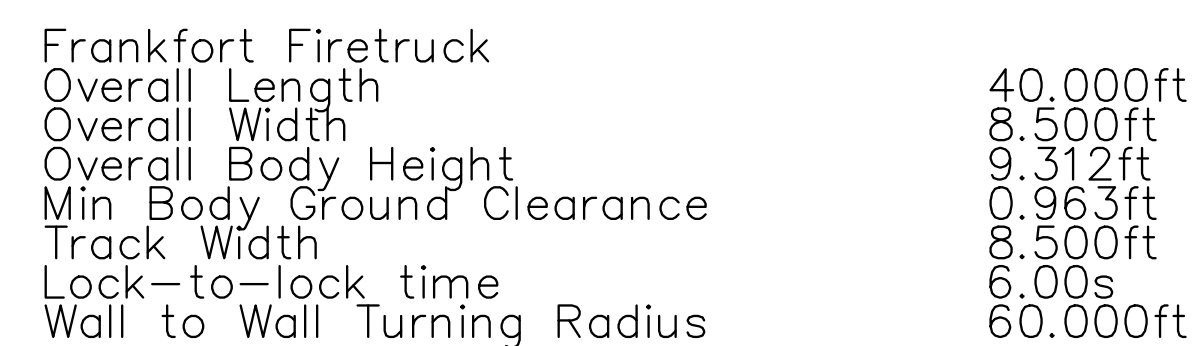 Frankfort Firetruck
Overall Length 40.000ft
Overall Width 8.500ft
Overall Body Height 9.312ft
Min Body Ground Clearance 0.963ft
Track Width 8.500ft
Lock-to-lock time 6.00s
Wall to Wall Turning Radius 60.000ft